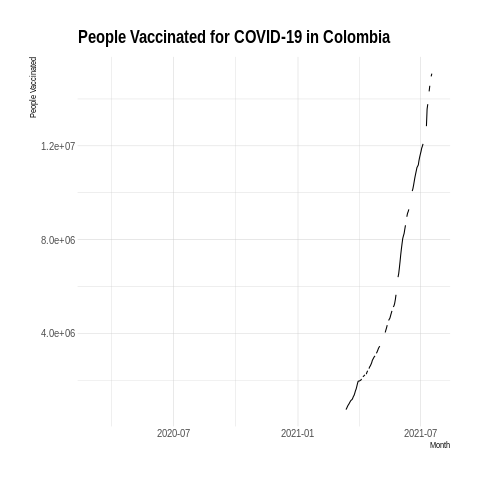 People Vaccinated for COVID-19 in Colombia
People Vaccinated
1.2e+07
8.0e+06
4.0e+06
2020-07
2021-01
2021-07
Month